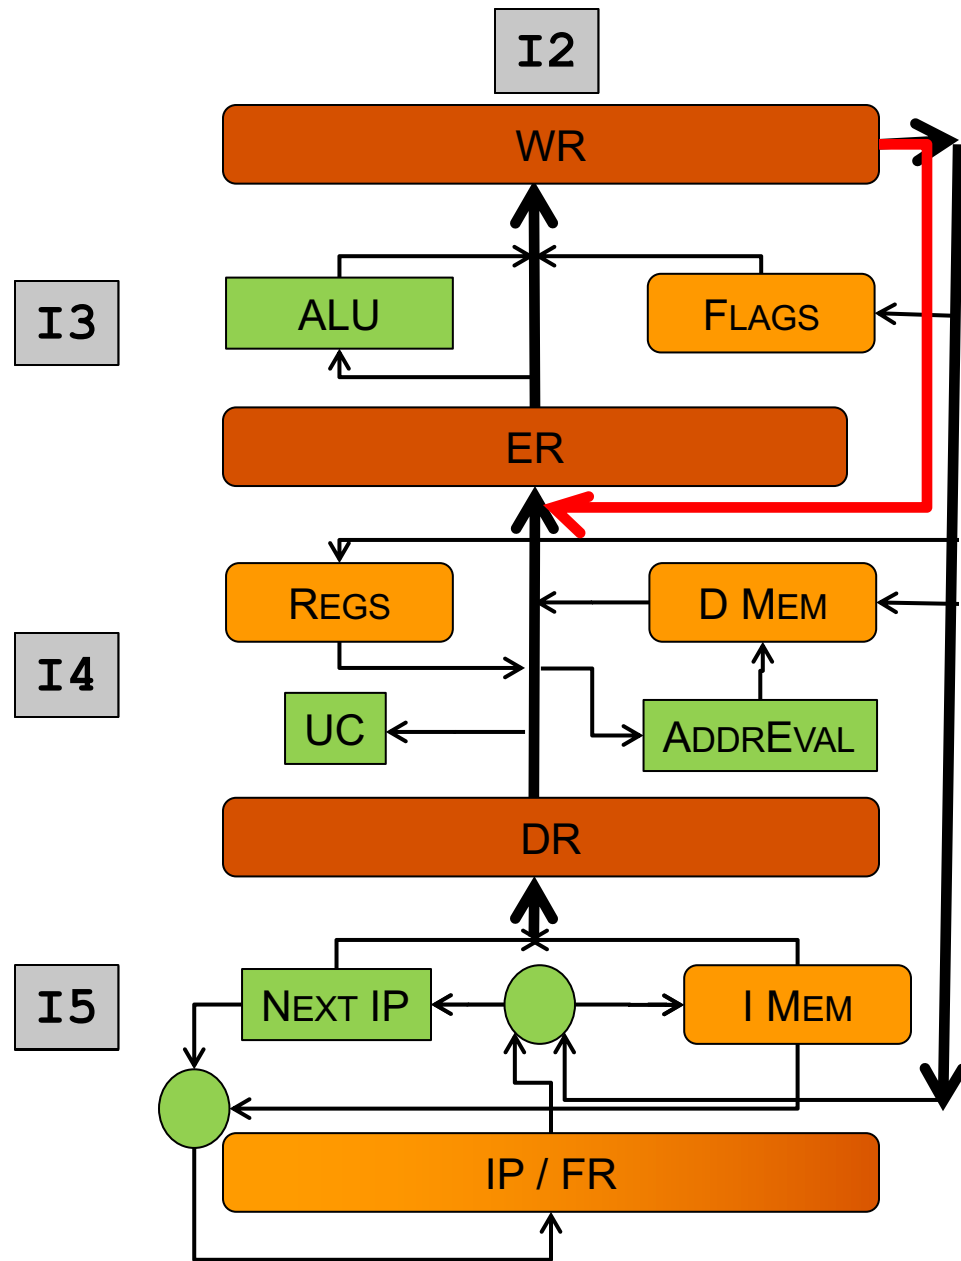 I2
WR
I3
ALU
FLAGS
ER
REGS
D MEM
I4
UC
ADDREVAL
DR
I5
NEXT IP
I MEM
IP / FR